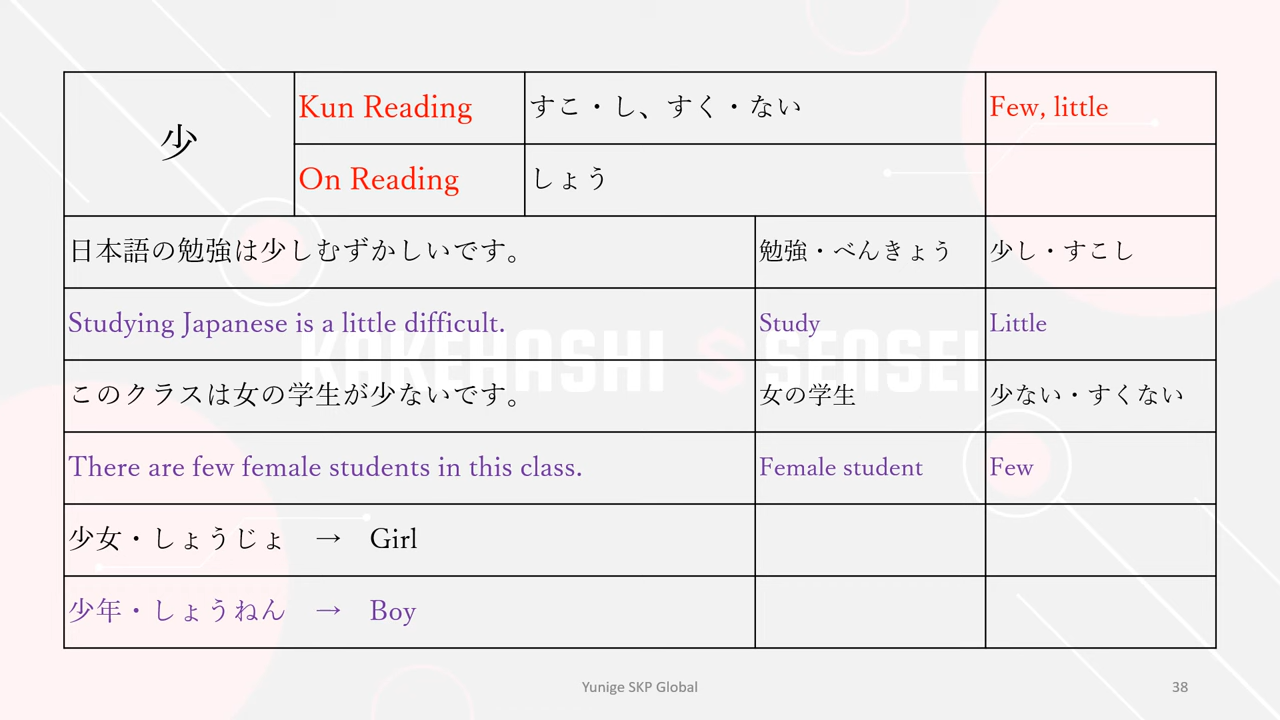 少
Kun Reading
すこ・し、すく・ない
Few, little
On Reading
しょう
日本語の勉強は少しむずかしいです。
勉強・べんきょう
少し・すこし
Studying Japanese is a little difficult.
Study
Little
このクラスは女の学生が少ないです。
女の学生
少ない・すくない
There are few female students in this class.
Female student
Few
少女・しょうじょ　→　Girl
少年・しょうねん　→　Boy
KAKEHASHI SENSEI
Yunige SKP Global
38